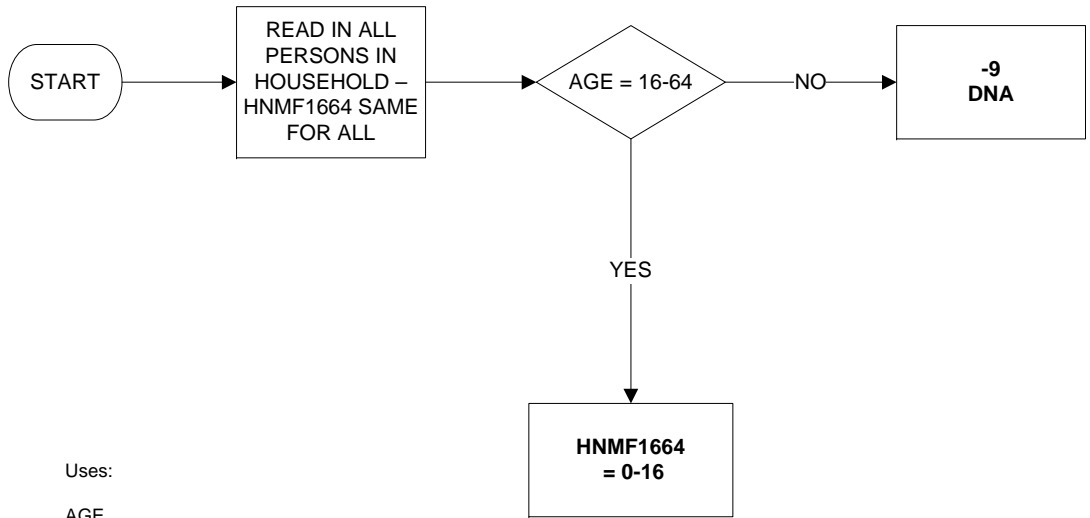 START
READ IN ALL
PERSONS IN
HOUSEHOLD –
HNMF1664 SAME
FOR ALL
AGE = 16-64
NO
-9
DNA
YES
HNMF1664
= 0-16
Uses:
AGE